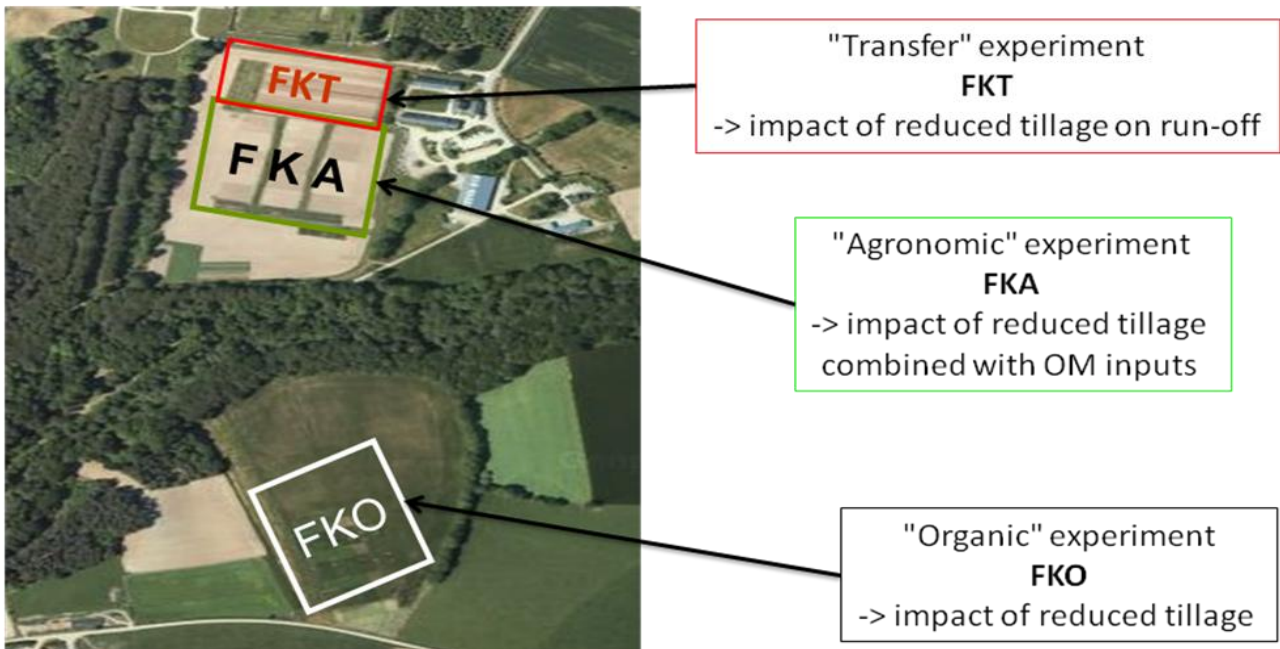 FKT
F K A
FKO
"Transfer" experiment
FKT
-> impact of reduced tillage on run-off
"Agronomic" experiment
FKA
-> impact of reduced tillage
combined with OM inputs
"Organic" experiment
FKO
-> impact of reduced tillage